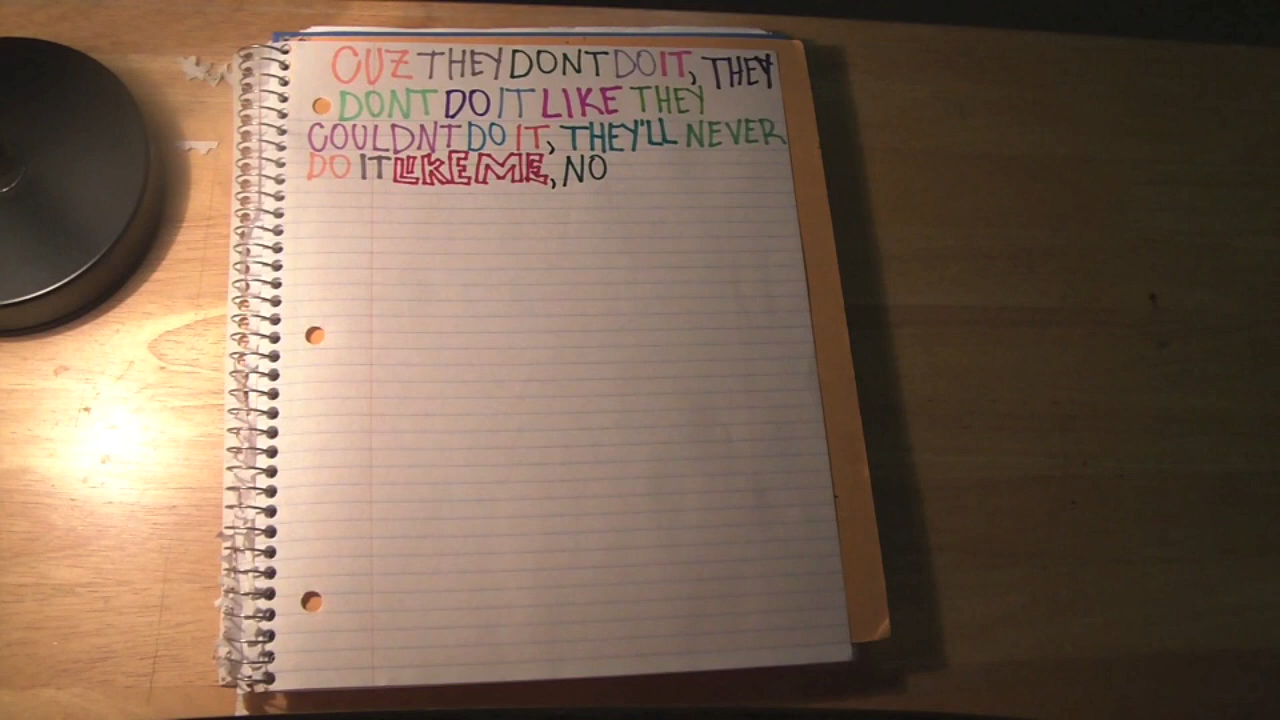 CUZ THEY DONT DO IT, THEY
DONT DO IT LIKE THEY
COULDNT DO IT, THEY'LL NEVER
DO IT LIKE ME, NO